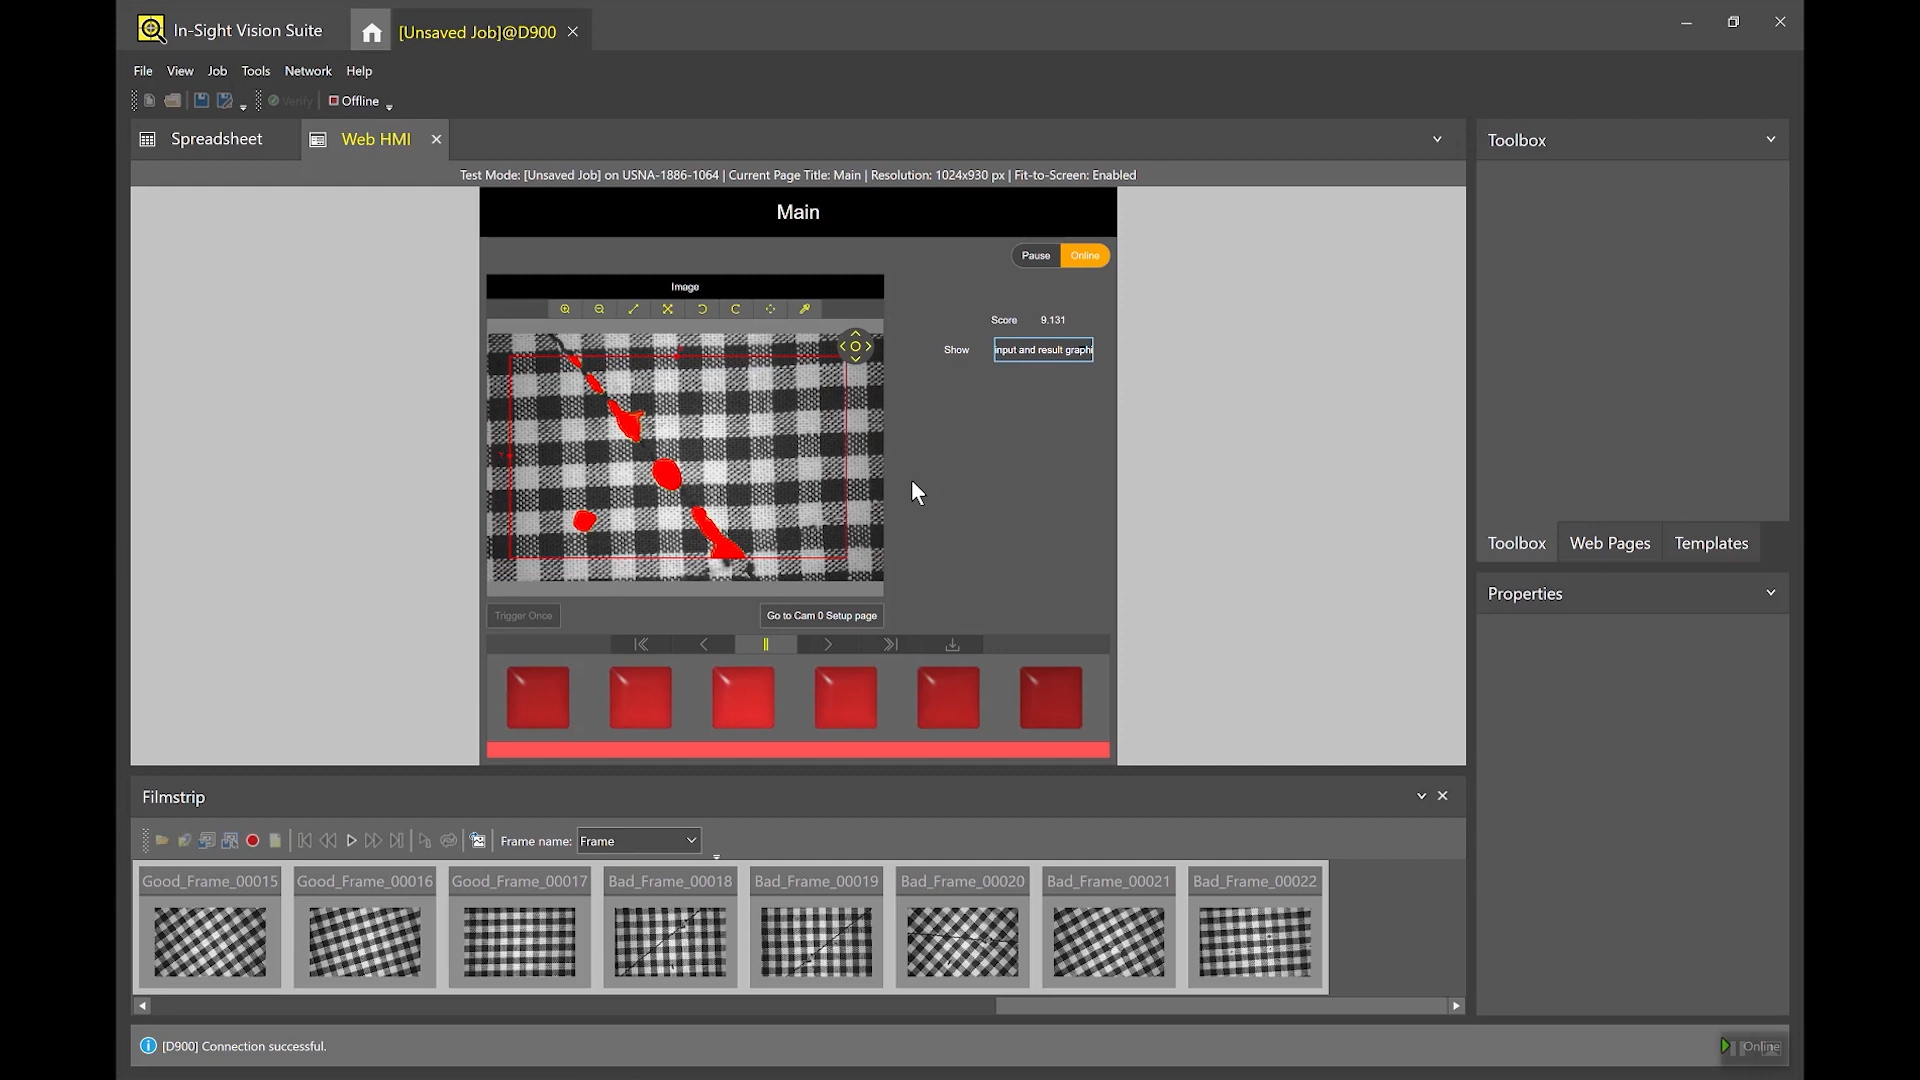 In-Sight Vision Suite
[Unsaved Job]@D900
File View Job Tools Network Help
Verify Offline
Spreadsheet Web HMI
Toolbox
Test Mode: [Unsaved Job] on USNA-1886-1064 | Current Page Title: Main | Resolution: 1024x930 px | Fit-to-Screen: Enabled
Main
Pause Online
Image
Score 9.131
Show input and result graphi
Trigger Once
Go to Cam 0 Setup page
Toolbox Web Pages Templates
Properties
Filmstrip
Frame name: Frame
Good_Frame_00015 Good_Frame_00016 Good_Frame_00017 Bad_Frame_00018 Bad_Frame_00019 Bad_Frame_00020 Bad_Frame_00021 Bad_Frame_00022
[D900] Connection successful.
Online